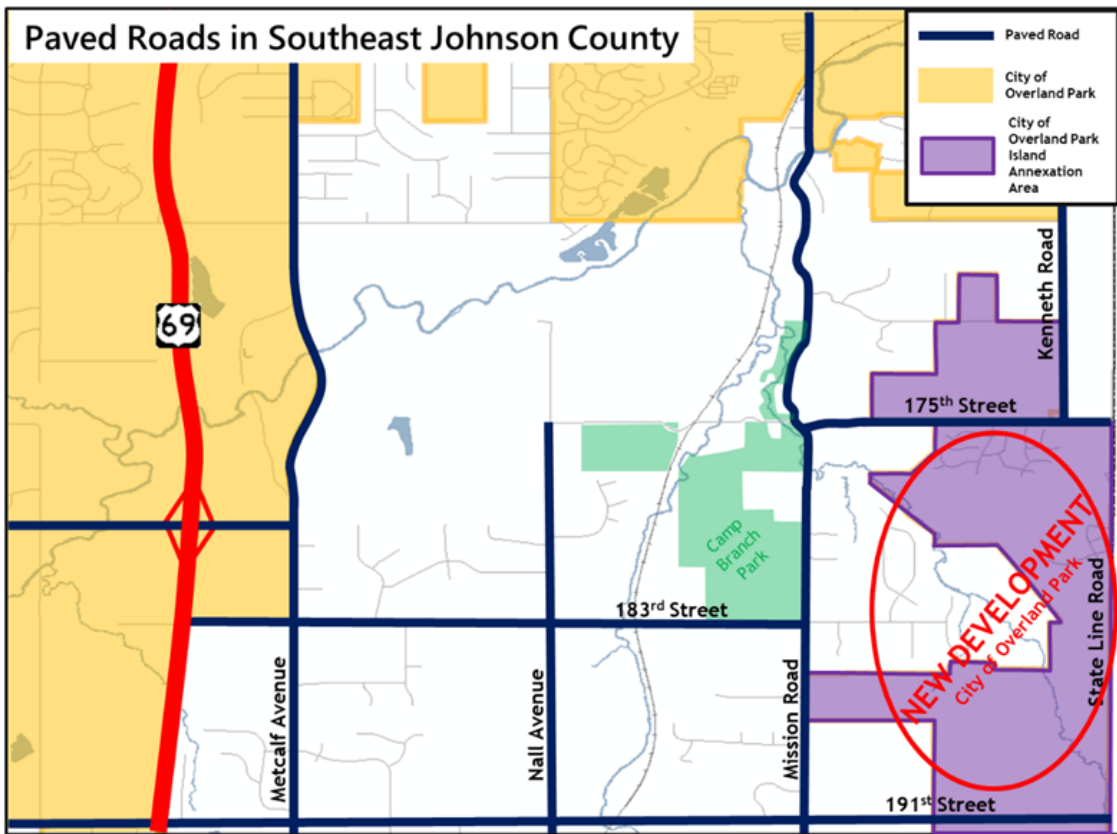 Paved Roads in Southeast Johnson County
Paved Road
City of
Overland Park
City of
Overland Park
Island
Annexation
Area
69
Kenneth Road
175th Street
Camp
Branch
Park
NEW DEVELOPMENT
City of Overland Park
183rd Street
Metcalf Avenue
Nall Avenue
Mission Road
State Line Road
191st Street